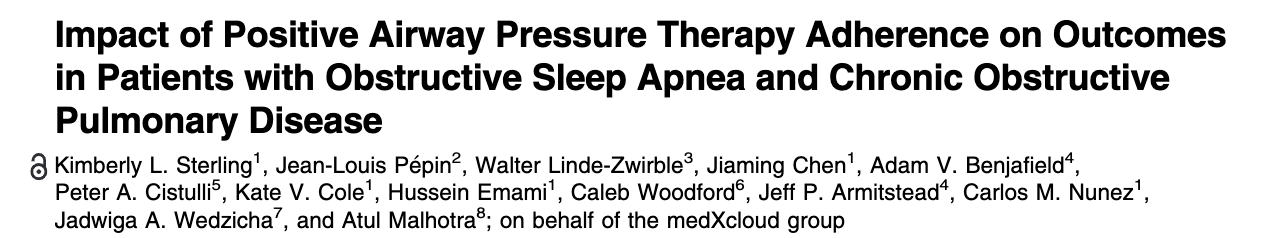 Impact of Positive Airway Pressure Therapy Adherence on Outcomes
in Patients with Obstructive Sleep Apnea and Chronic Obstructive
Pulmonary Disease
Kimberly L. Sterling¹, Jean-Louis Pépin², Walter Linde-Zwirble³, Jiaming Chen¹, Adam V. Benjafield⁴,
Peter A. Cistulli⁵, Kate V. Cole¹, Hussein Emami¹, Caleb Woodford⁶, Jeff P. Armitstead⁴, Carlos M. Nunez¹,
Jadwiga A. Wedzicha⁷, and Atul Malhotra⁸; on behalf of the medXcloud group